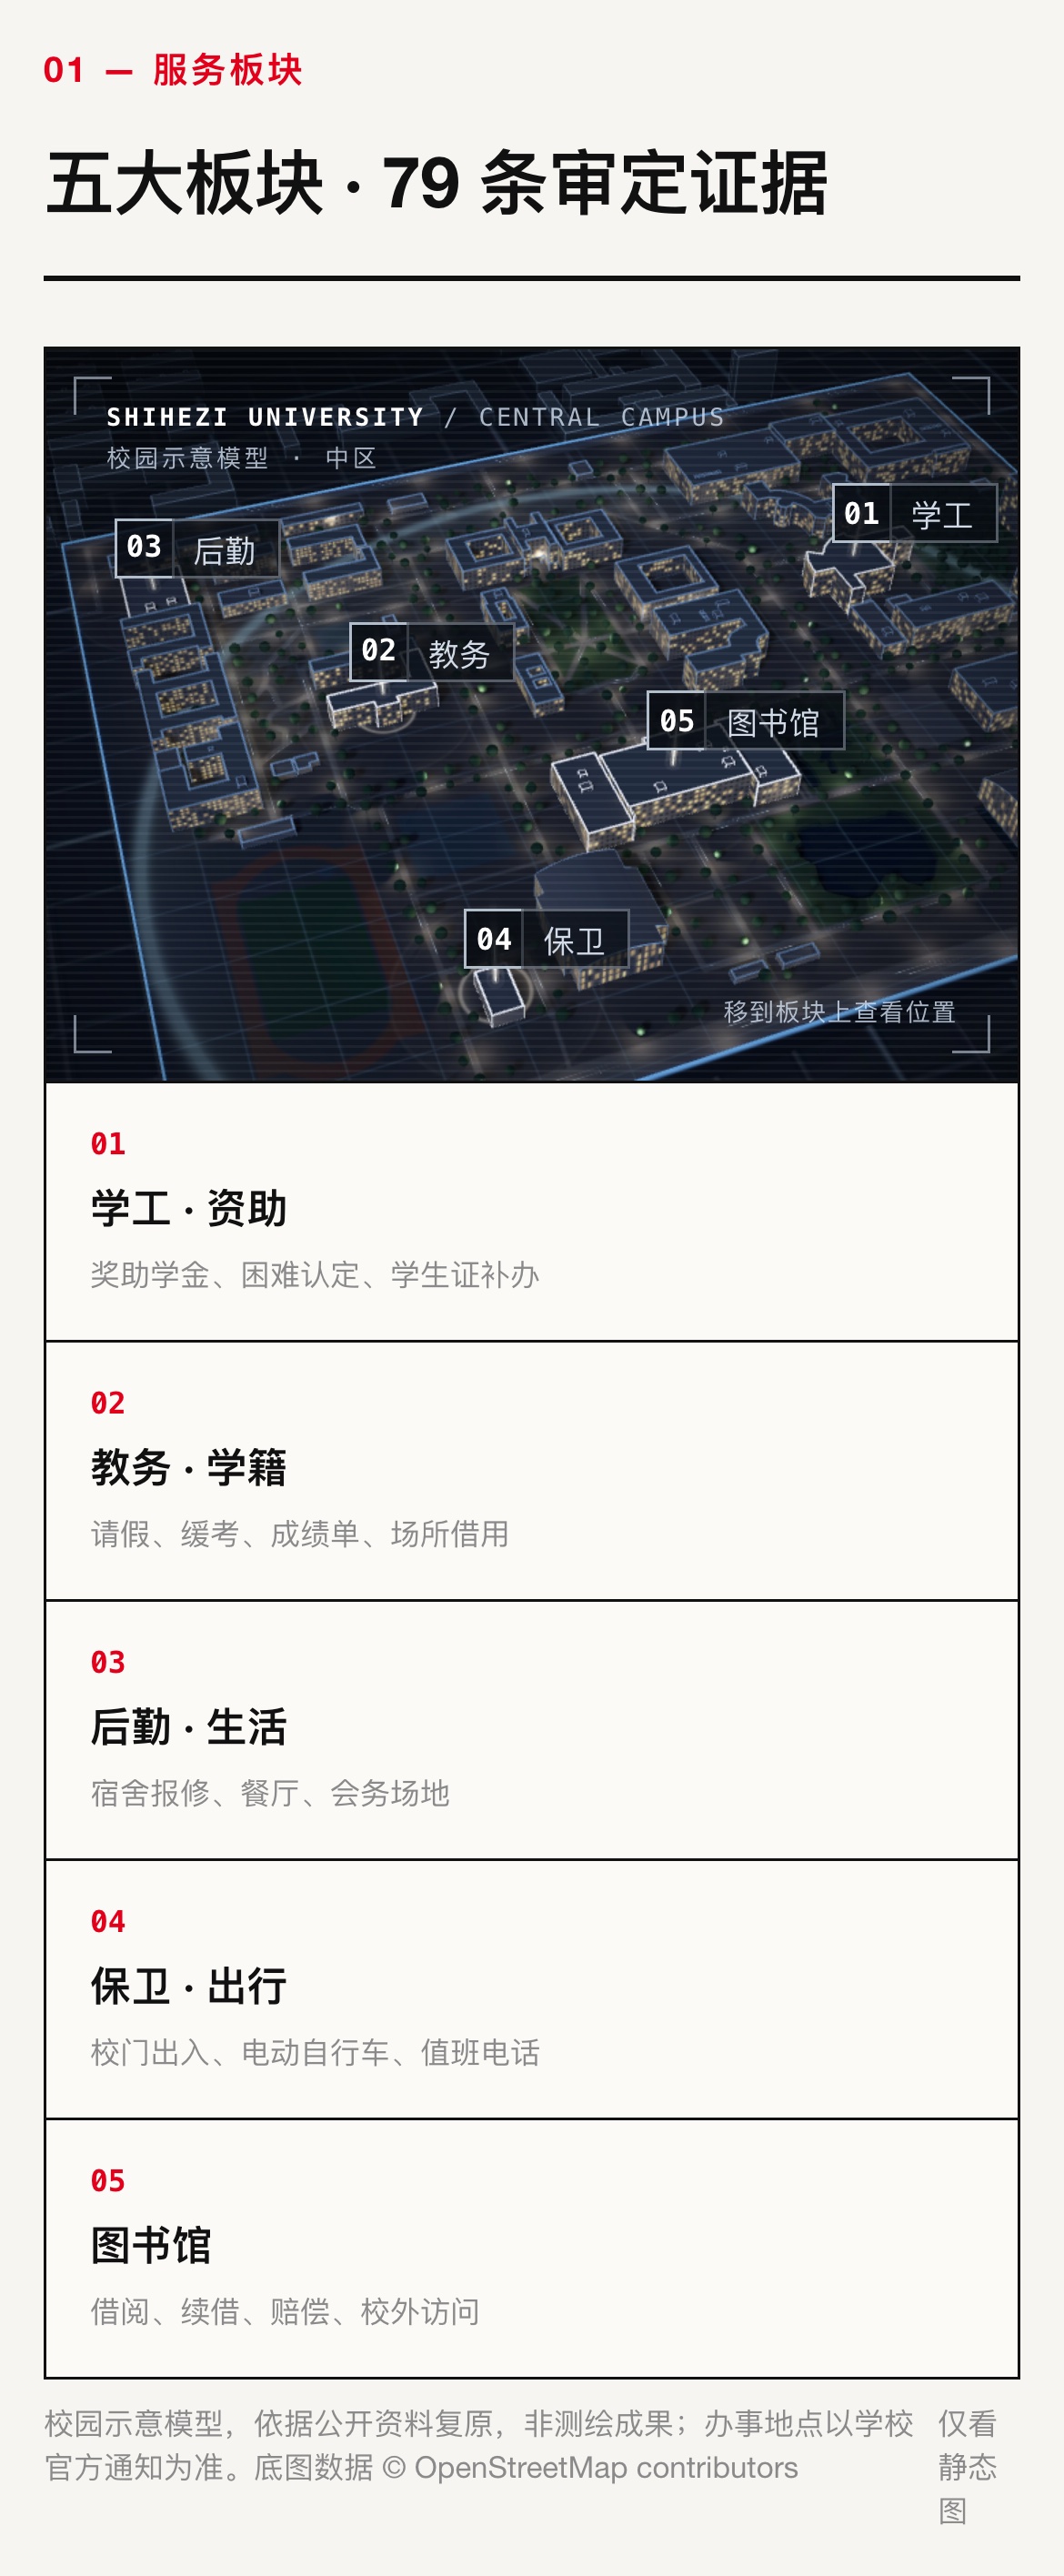 01 — 服务板块
五大板块 · 79 条审定证据
SHIHEZI UNIVERSITY / CENTRAL CAMPUS
校园示意模型 · 中区
01 学工
03 后勤
02 教务
05 图书馆
04 保卫
移到板块上查看位置
01
学工 · 资助
奖助学金、困难认定、学生证补办
02
教务 · 学籍
请假、缓考、成绩单、场所借用
03
后勤 · 生活
宿舍报修、餐厅、会务场地
04
保卫 · 出行
校门出入、电动自行车、值班电话
05
图书馆
借阅、续借、赔偿、校外访问
校园示意模型，依据公开资料复原，非测绘成果；办事地点以学校
官方通知为准。底图数据 © OpenStreetMap contributors
仅看
静态
图